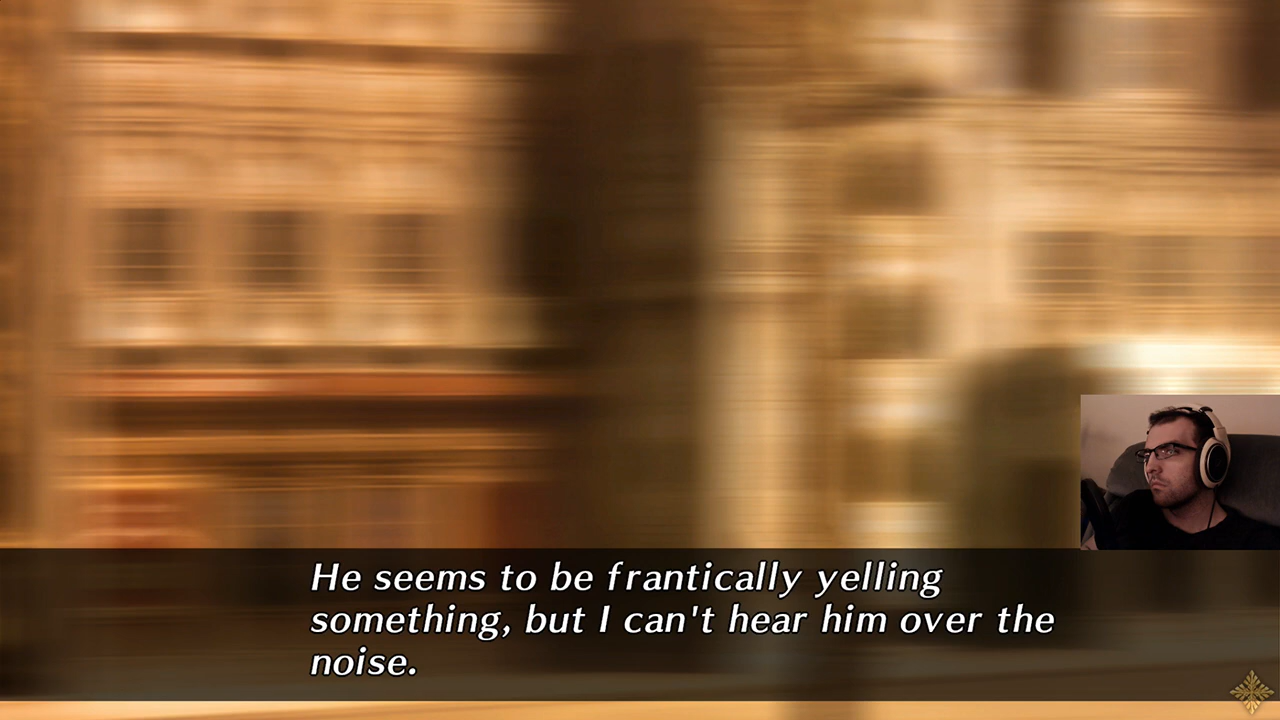 He seems to be frantically yelling
something, but I can't hear him over the
noise.